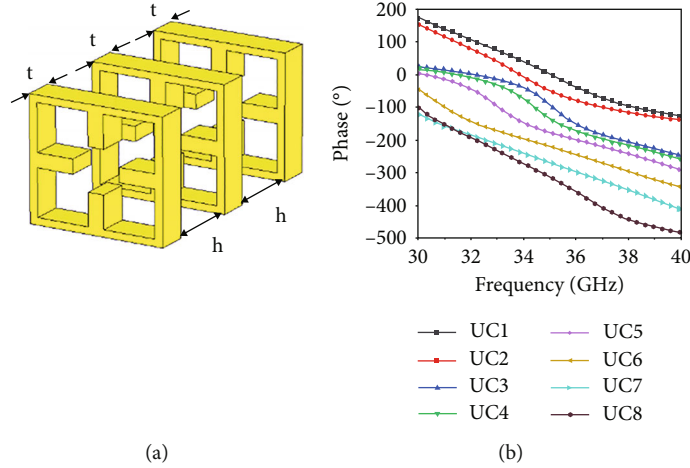 t
t
t
h
h
200
100
0
−100
−200
−300
−400
−500
Phase (°)
30 32 34 36 38 40
Frequency (GHz)
UC1 UC5
UC2 UC6
UC3 UC7
UC4 UC8
(a) (b)